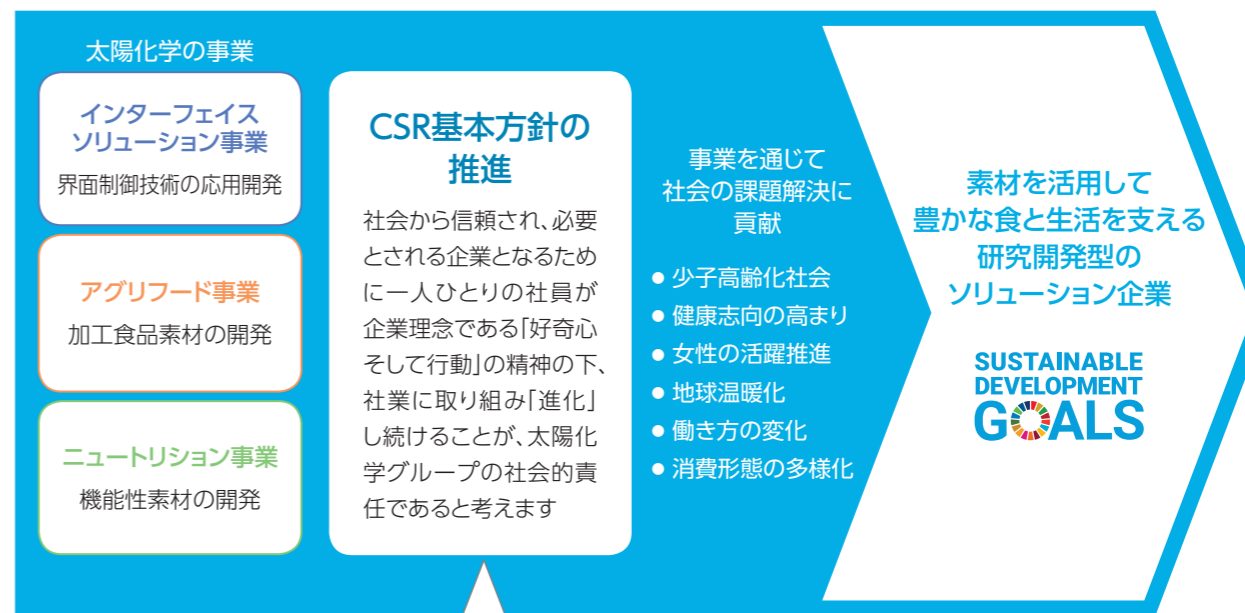 太陽化学の事業
インターフェイス
ソリューション事業
界面制御技術の応用開発
アグリフード事業
加工食品素材の開発
ニュートリション事業
機能性素材の開発
CSR基本方針の
推進
社会から信頼され、必要
とされる企業となるため
に一人ひとりの社員が
企業理念である「好奇心
そして行動」の精神の下、
社業に取り組み「進化」
し続けることが、太陽化
学グループの社会的責
任であると考えます
事業を通じて
社会の課題解決に
貢献
● 少子高齢化社会
● 健康志向の高まり
● 女性の活躍推進
● 地球温暖化
● 働き方の変化
● 消費形態の多様化
素材を活用して
豊かな食と生活を支える
研究開発型の
ソリューション企業
SUSTAINABLE
DEVELOPMENT
GOALS